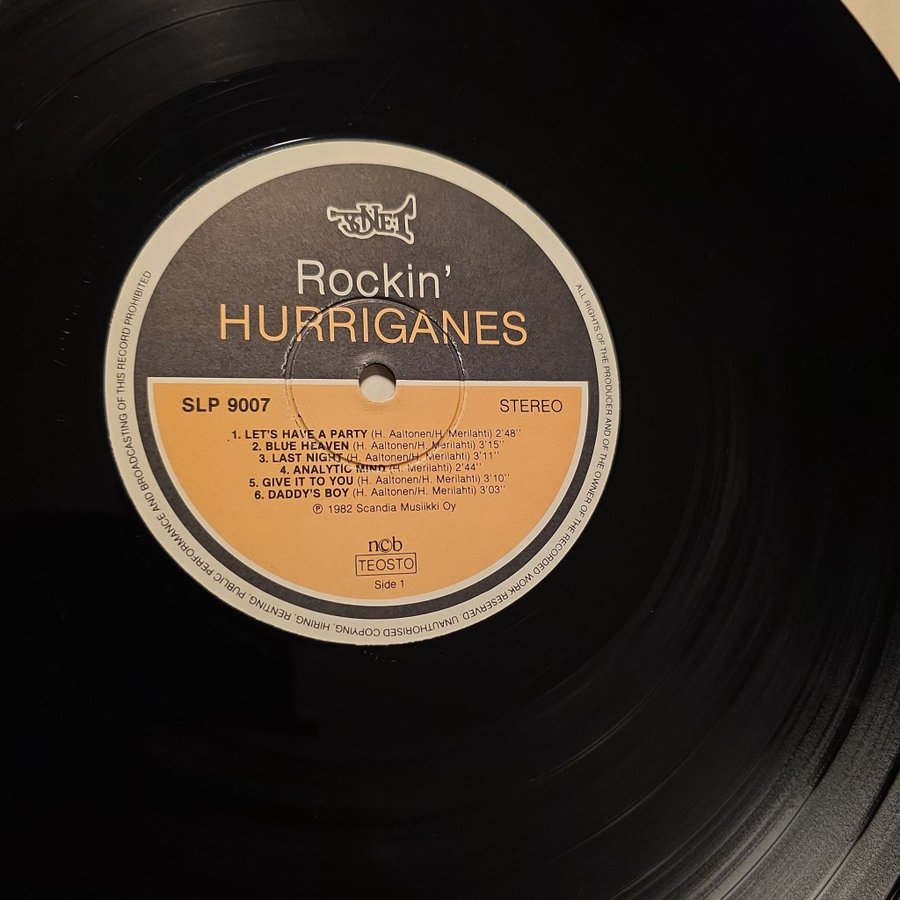 Rockin'
HURRIGANES
SLP 9007
STEREO
1. LET'S HAVE A PARTY (H. Aaltonen/H. Merilahti) 2'48''
2. BLUE HEAVEN (H. Aaltonen/H. Merilahti) 3'15''
3. LAST NIGHT (H. Aaltonen/H. Merilahti) 3'11''
4. ANALYTIC MIND (H. Merilahti) 2'44''
5. GIVE IT TO YOU (H. Aaltonen/H. Merilahti) 3'10''
6. DADDY'S BOY (H. Aaltonen/H. Merilahti) 3'03''
℗ 1982 Scandia Musiikki Oy
ncb
TEOSTO
Side 1
ALL RIGHTS OF THE PRODUCER AND OF THE OWNER OF THE RECORDED WORK RESERVED. UNAUTHORISED COPYING, HIRING, RENTING, PUBLIC PERFORMANCE AND BROADCASTING OF THIS RECORD PROHIBITED